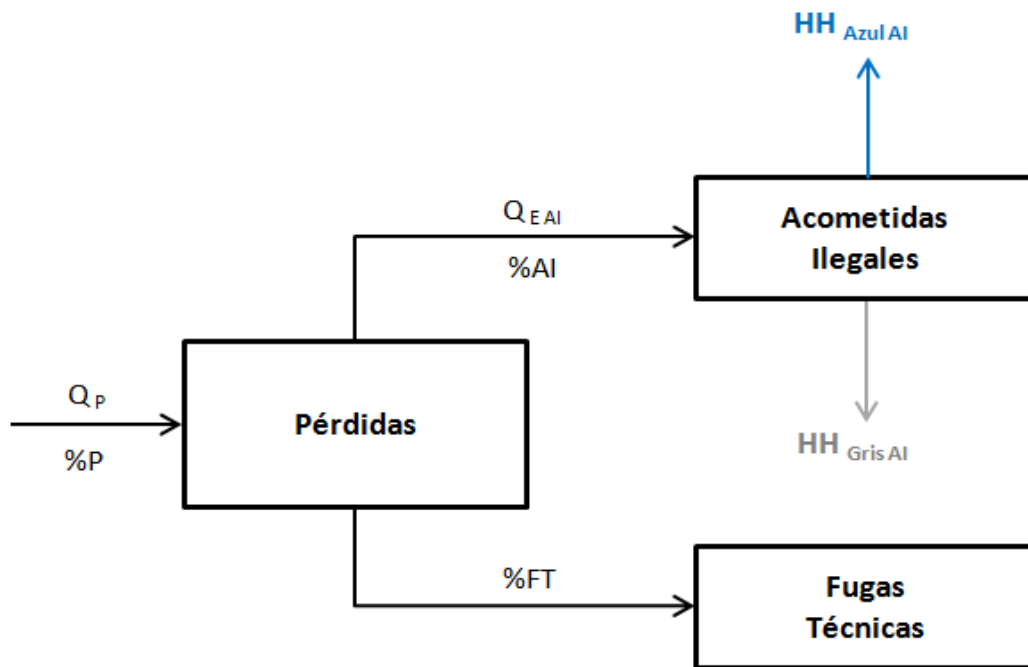 HH Azul AI
Q E AI
%AI
Acometidas
Ilegales
Q P
%P
Pérdidas
HH Gris AI
%FT
Fugas
Técnicas